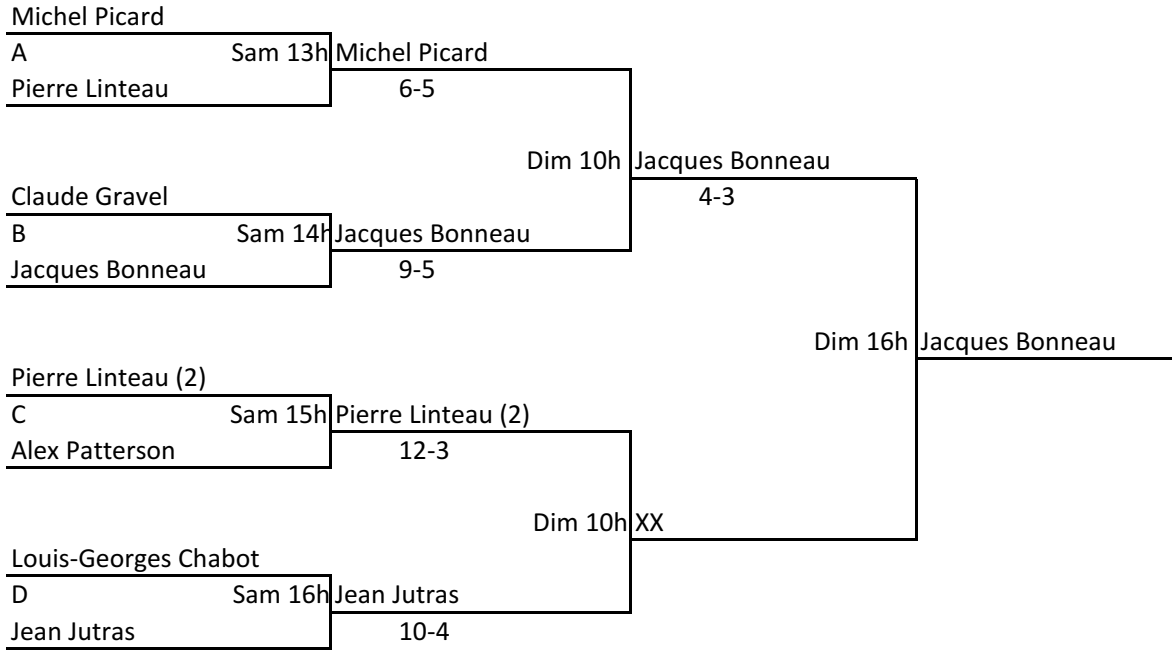 Michel Picard
A Sam 13h Michel Picard
Pierre Linteau 6-5
Dim 10h Jacques Bonneau
Claude Gravel 4-3
B Sam 14h Jacques Bonneau
Jacques Bonneau 9-5
Dim 16h Jacques Bonneau
Pierre Linteau (2)
C Sam 15h Pierre Linteau (2)
Alex Patterson 12-3
Dim 10h XX
Louis-Georges Chabot
D Sam 16h Jean Jutras
Jean Jutras 10-4